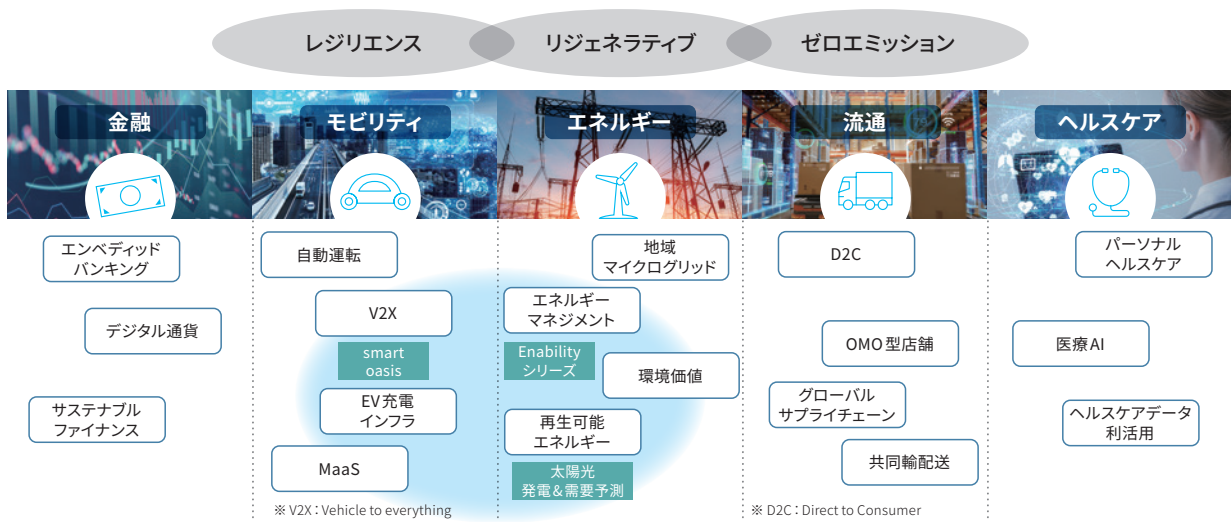 レジリエンス
リジェネラティブ
ゼロエミッション
金融
モビリティ
エネルギー
流通
ヘルスケア
エンベディッド
バンキング
デジタル通貨
サステナブル
ファイナンス
自動運転
V2X
smart
oasis
EV充電
インフラ
MaaS
※ V2X：Vehicle to everything
地域
マイクログリッド
エネルギー
マネジメント
Enability
シリーズ
環境価値
再生可能
エネルギー
太陽光
発電＆需要予測
D2C
OMO型店舗
グローバル
サプライチェーン
共同輸配送
※ D2C：Direct to Consumer
パーソナル
ヘルスケア
医療AI
ヘルスケアデータ
利活用